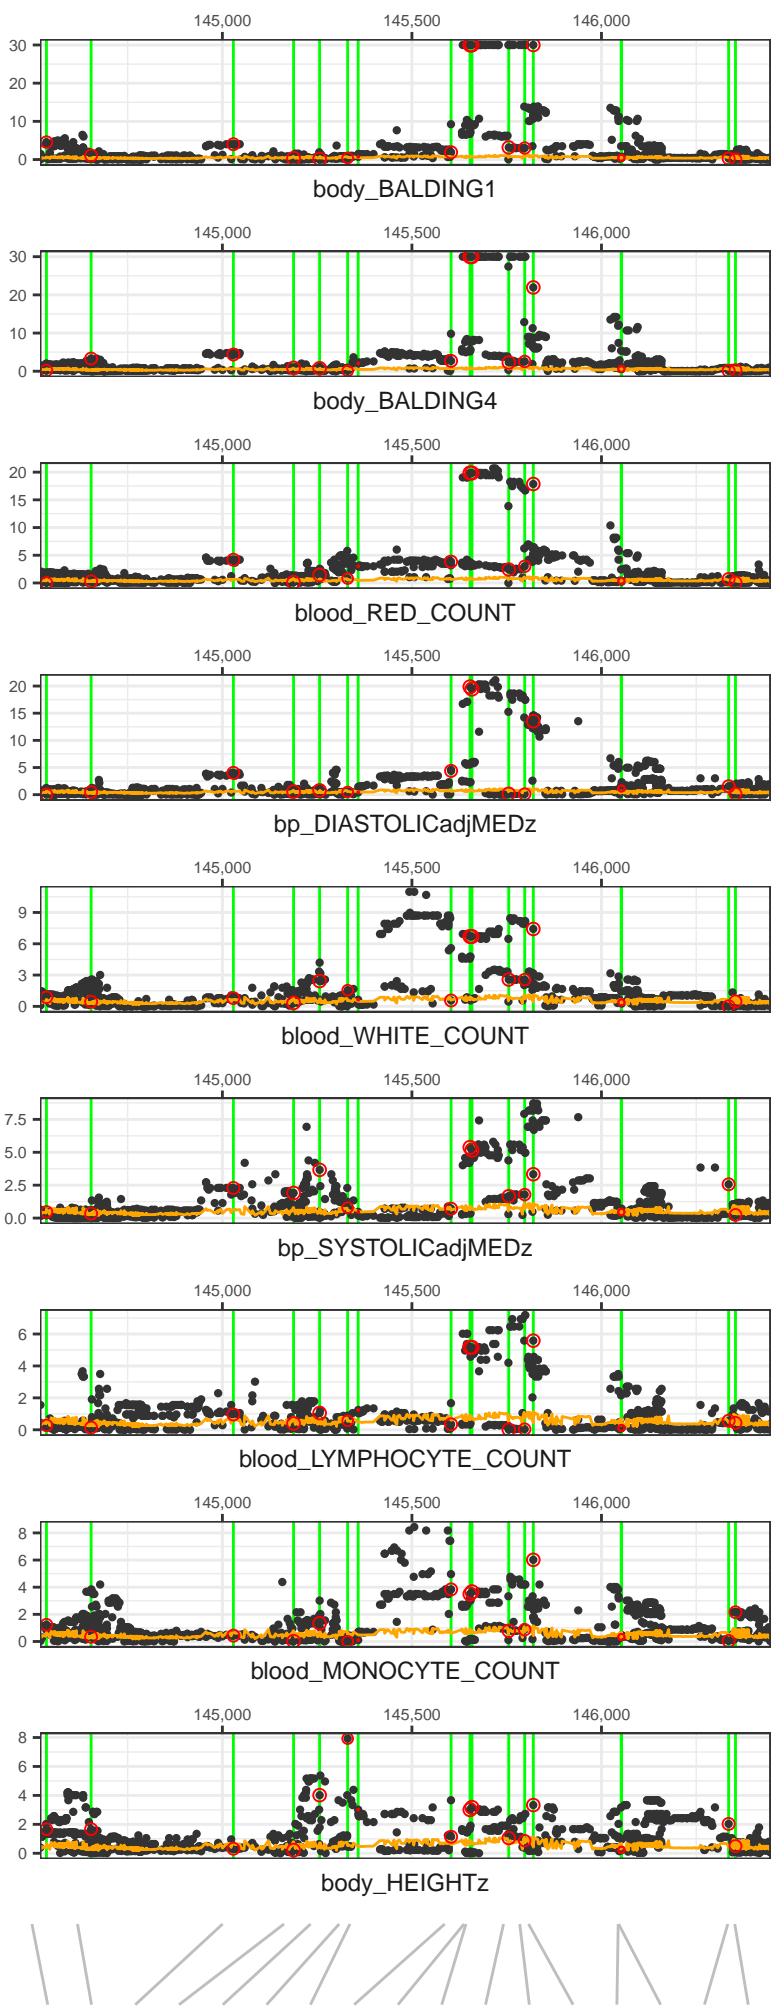 145,000 145,500 146,000
30
20
10
0
body_BALDING1
145,000 145,500 146,000
30
20
10
0
body_BALDING4
145,000 145,500 146,000
20
15
10
5
0
blood_RED_COUNT
145,000 145,500 146,000
20
15
10
5
0
bp_DIASTOLICadjMEDz
145,000 145,500 146,000
9
6
3
0
blood_WHITE_COUNT
145,000 145,500 146,000
7.5
5.0
2.5
0.0
bp_SYSTOLICadjMEDz
145,000 145,500 146,000
6
4
2
0
blood_LYMPHOCYTE_COUNT
145,000 145,500 146,000
8
6
4
2
0
blood_MONOCYTE_COUNT
145,000 145,500 146,000
8
6
4
2
0
body_HEIGHTz